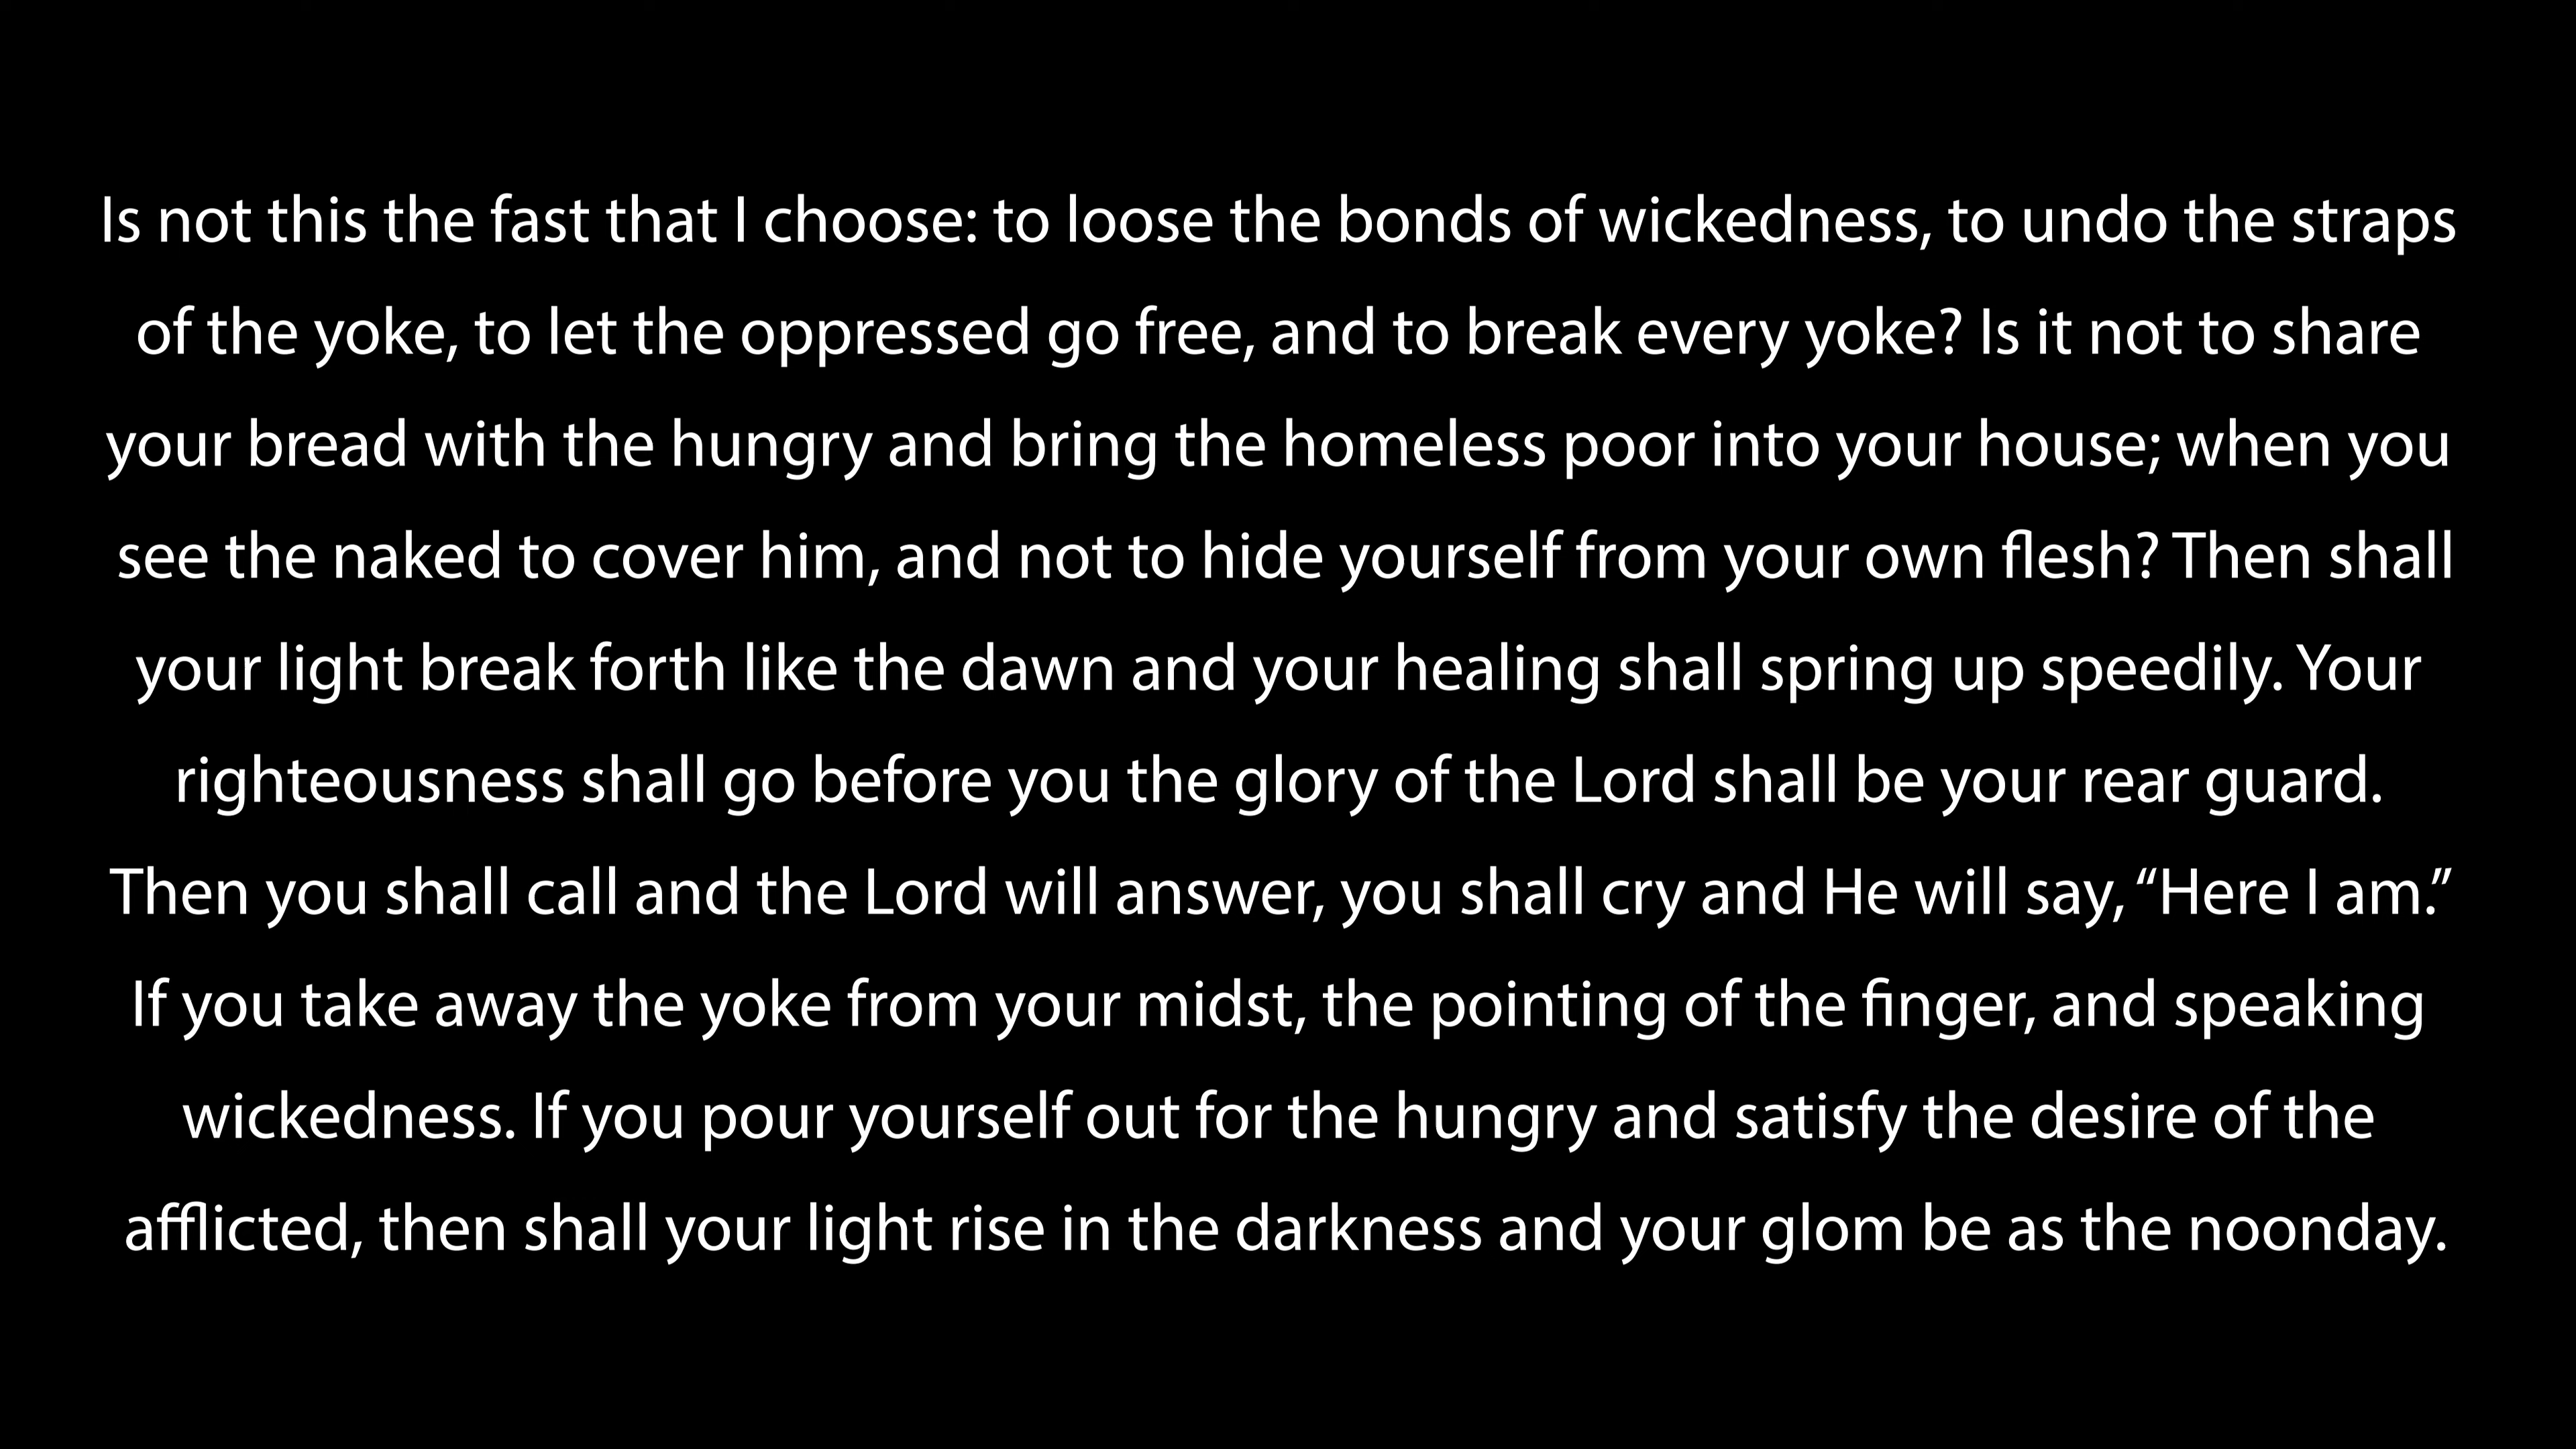 Is not this the fast that I choose: to loose the bonds of wickedness, to undo the straps
of the yoke, to let the oppressed go free, and to break every yoke? Is it not to share
your bread with the hungry and bring the homeless poor into your house; when you
see the naked to cover him, and not to hide yourself from your own flesh? Then shall
your light break forth like the dawn and your healing shall spring up speedily. Your
righteousness shall go before you the glory of the Lord shall be your rear guard.
Then you shall call and the Lord will answer, you shall cry and He will say, “Here I am.”
If you take away the yoke from your midst, the pointing of the finger, and speaking
wickedness. If you pour yourself out for the hungry and satisfy the desire of the
afflicted, then shall your light rise in the darkness and your glom be as the noonday.